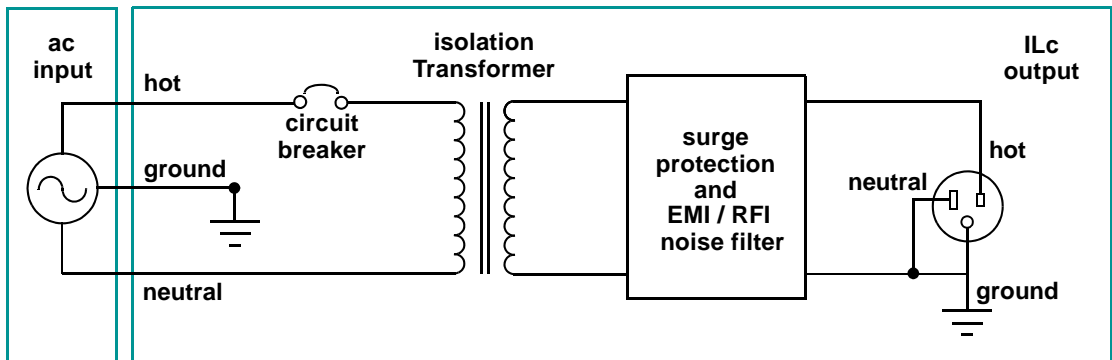 ac
input
hot
ground
neutral
circuit
breaker
isolation
Transformer
surge
protection
and
EMI / RFI
noise filter
ILc
output
hot
neutral
ground